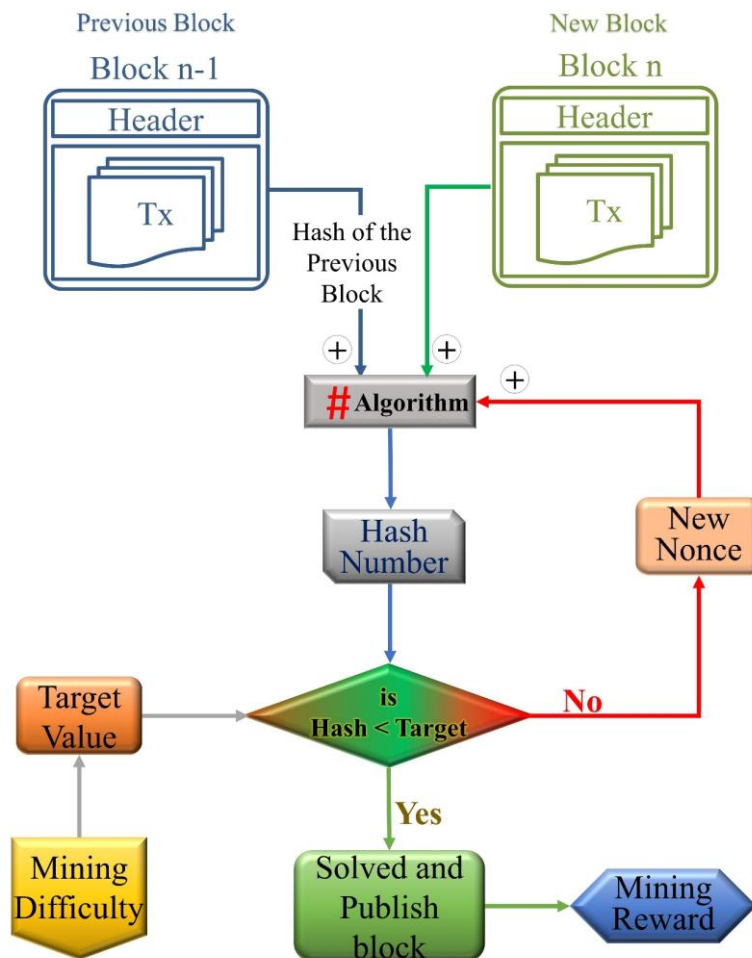 Previous Block
New Block
Block n-1
Block n
Header
Header
Tx
Tx
Hash of the
Previous
Block
+
+
+
# Algorithm
Hash
Number
New
Nonce
Target
Value
is
Hash < Target
No
Yes
Mining
Difficulty
Solved and
Publish
block
Mining
Reward